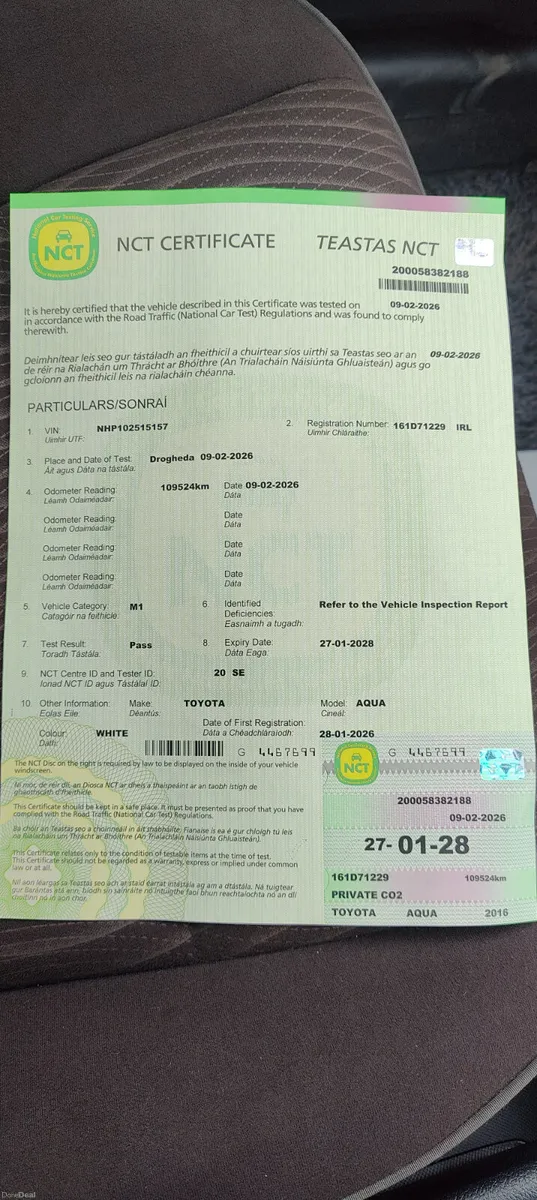 National Car Testing Service
NCT
NCT CERTIFICATE
TEASTAS NCT
200058382188
It is hereby certified that the vehicle described in this Certificate was tested on 09-02-2026
in accordance with the Road Traffic (National Car Test) Regulations and was found to comply
therewith.
Deimhnítear leis seo gur tástáladh an fheithicil a chuirtear síos uirthi sa Teastas seo ar an 09-02-2026
de réir na Rialachán um Thrácht ar Bhóithre (An Trialacháin Náisiúnta Ghluaisteán) agus go
gcloíonn an fheithicil leis na rialacháin chéanna.
PARTICULARS/SONRAÍ
1. VIN: NHP102515157
Uimhir UTF:
2. Registration Number: 161D71229 IRL
Uimhir Chláraithe:
3. Place and Date of Test: Drogheda 09-02-2026
Áit agus Dáta na tástála:
4. Odometer Reading: 109524km Date 09-02-2026
Léamh Odaiméadair: Dáta
Odometer Reading: Date
Léamh Odaiméadair: Dáta
Odometer Reading: Date
Léamh Odaiméadair: Dáta
Odometer Reading: Date
Léamh Odaiméadair: Dáta
5. Vehicle Category: M1
Catagóir na feithicle:
6. Identified Deficiencies: Refer to the Vehicle Inspection Report
Easnaimh a tugadh:
7. Test Result: Pass
Toradh Tástála:
8. Expiry Date: 27-01-2028
Dáta Éaga:
9. NCT Centre ID and Tester ID: 20 SE
Ionad NCT ID agus Tástálaí ID:
10. Other Information: Make: TOYOTA Model: AQUA
Eolas Eile: Déantús: Cineál:
Colour: WHITE Date of First Registration: 28-01-2026
Dath: Dáta a Chéadchláraíodh:
G 4467699
The NCT Disc on the right is required by law to be displayed on the inside of your vehicle
windscreen.
This Certificate should be kept in a safe place. It must be presented as proof that you have
complied with the Road Traffic (National Car Test) Regulations.
This Certificate relates only to the condition of testable items at the time of test.
This Certificate should not be regarded as a warranty, express or implied under common
law or at all.
NCT
G 4467699
200058382188
09-02-2026
27-01-28
161D71229 109524km
PRIVATE CO2
TOYOTA AQUA 2016
DoneDeal